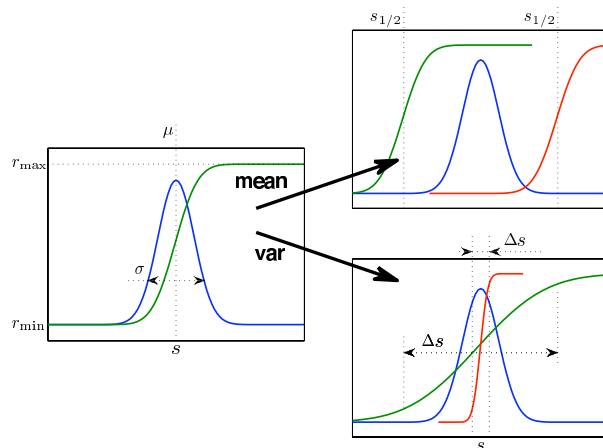 s1/2 s1/2
μ
rmax
mean
var
σ
rmin
s
Δs
Δs
s